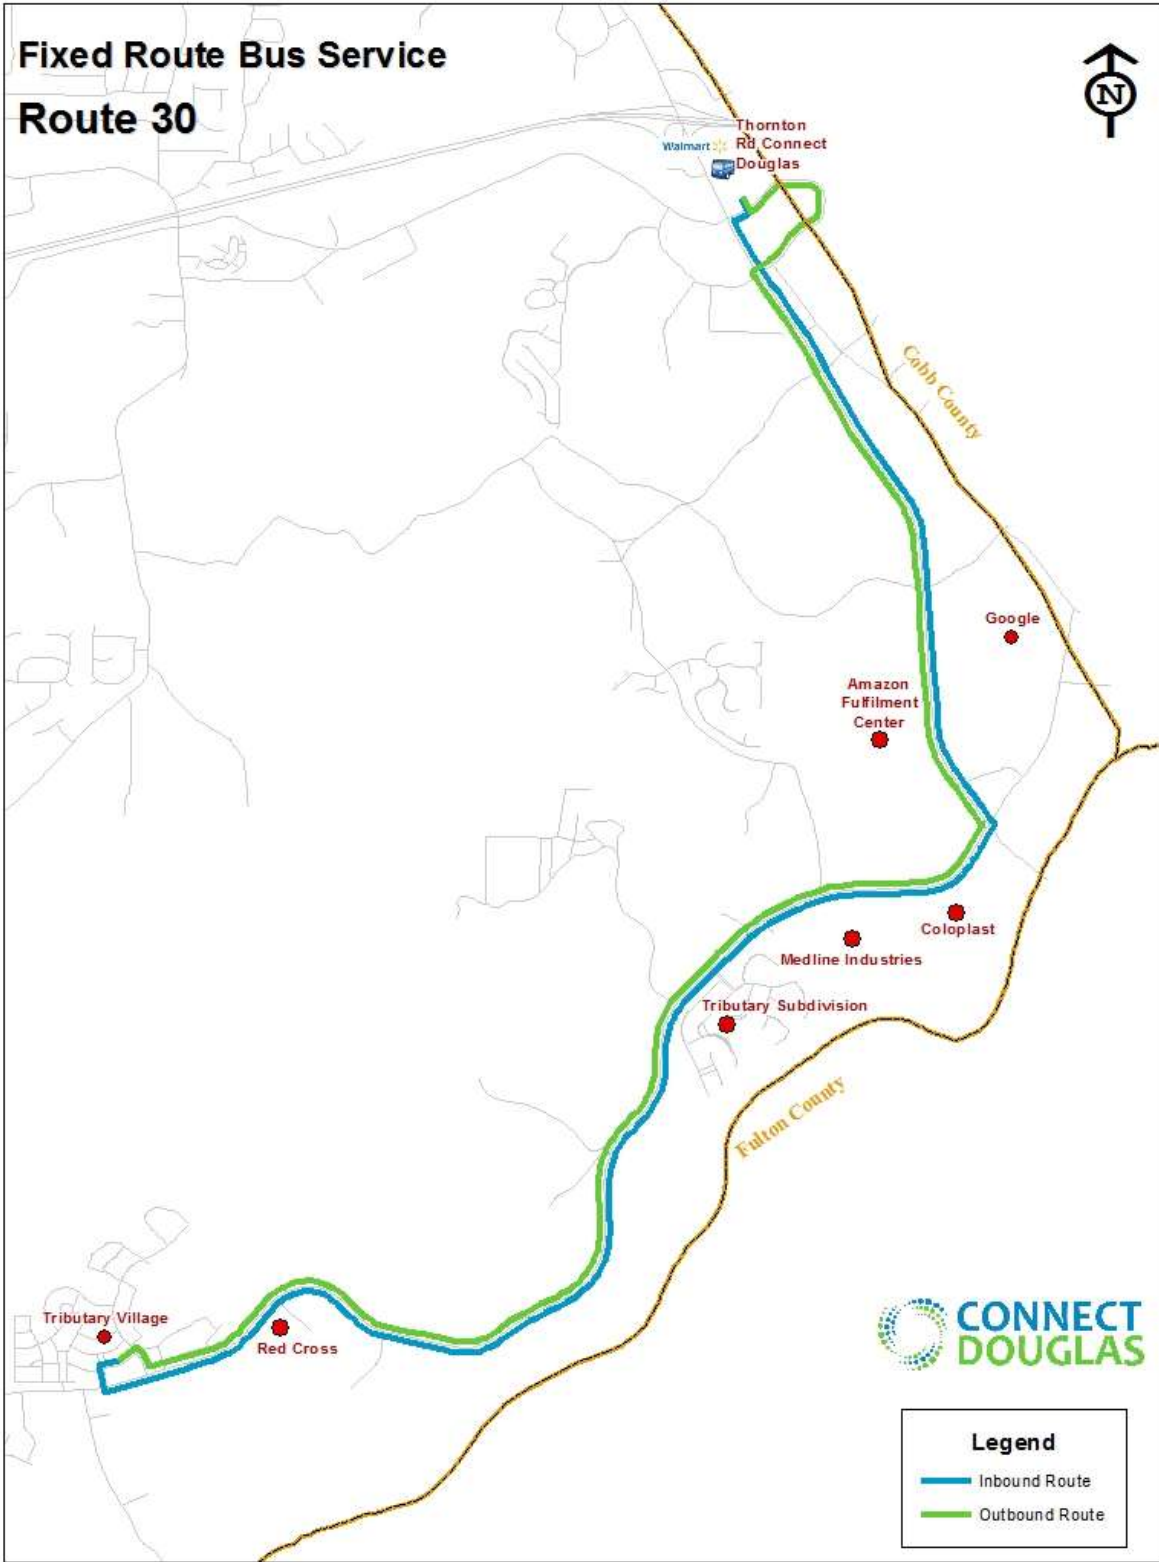 Fixed Route Bus Service
Route 30
N
Thornton
Rd Connect
Douglas
Walmart
Cobb County
Google
Amazon
Fulfilment
Center
Coloplast
Medline Industries
Tributary Subdivision
Fulton County
Tributary Village
Red Cross
CONNECT
DOUGLAS
Legend
Inbound Route
Outbound Route